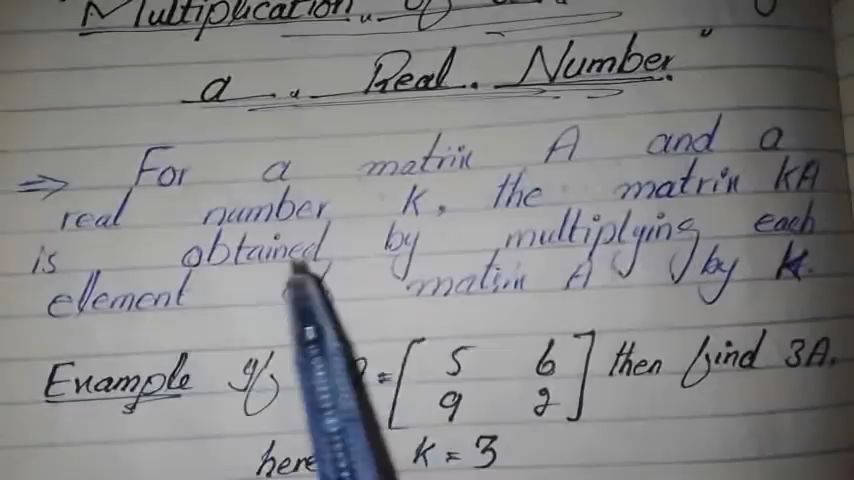 Multiplication of a
a Real Number"
⇒ For a matrix A and a
real number K, the matrix KA
is obtained by multiplying each
element matrix A by K.
Example If = [ 5 6 ] then find 3A.
9 2
here K = 3